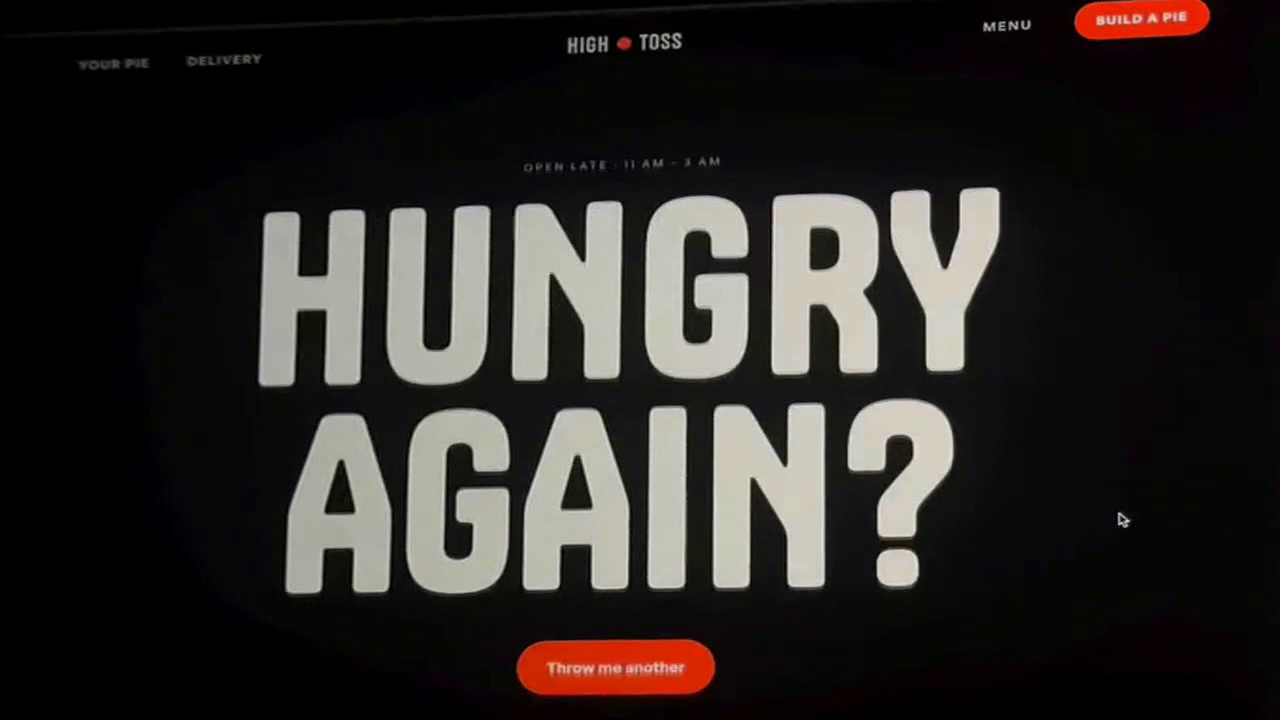 YOUR PIE
DELIVERY
HIGH TOSS
MENU
BUILD A PIE
OPEN LATE · 11 AM – 3 AM
HUNGRY
AGAIN?
Throw me another